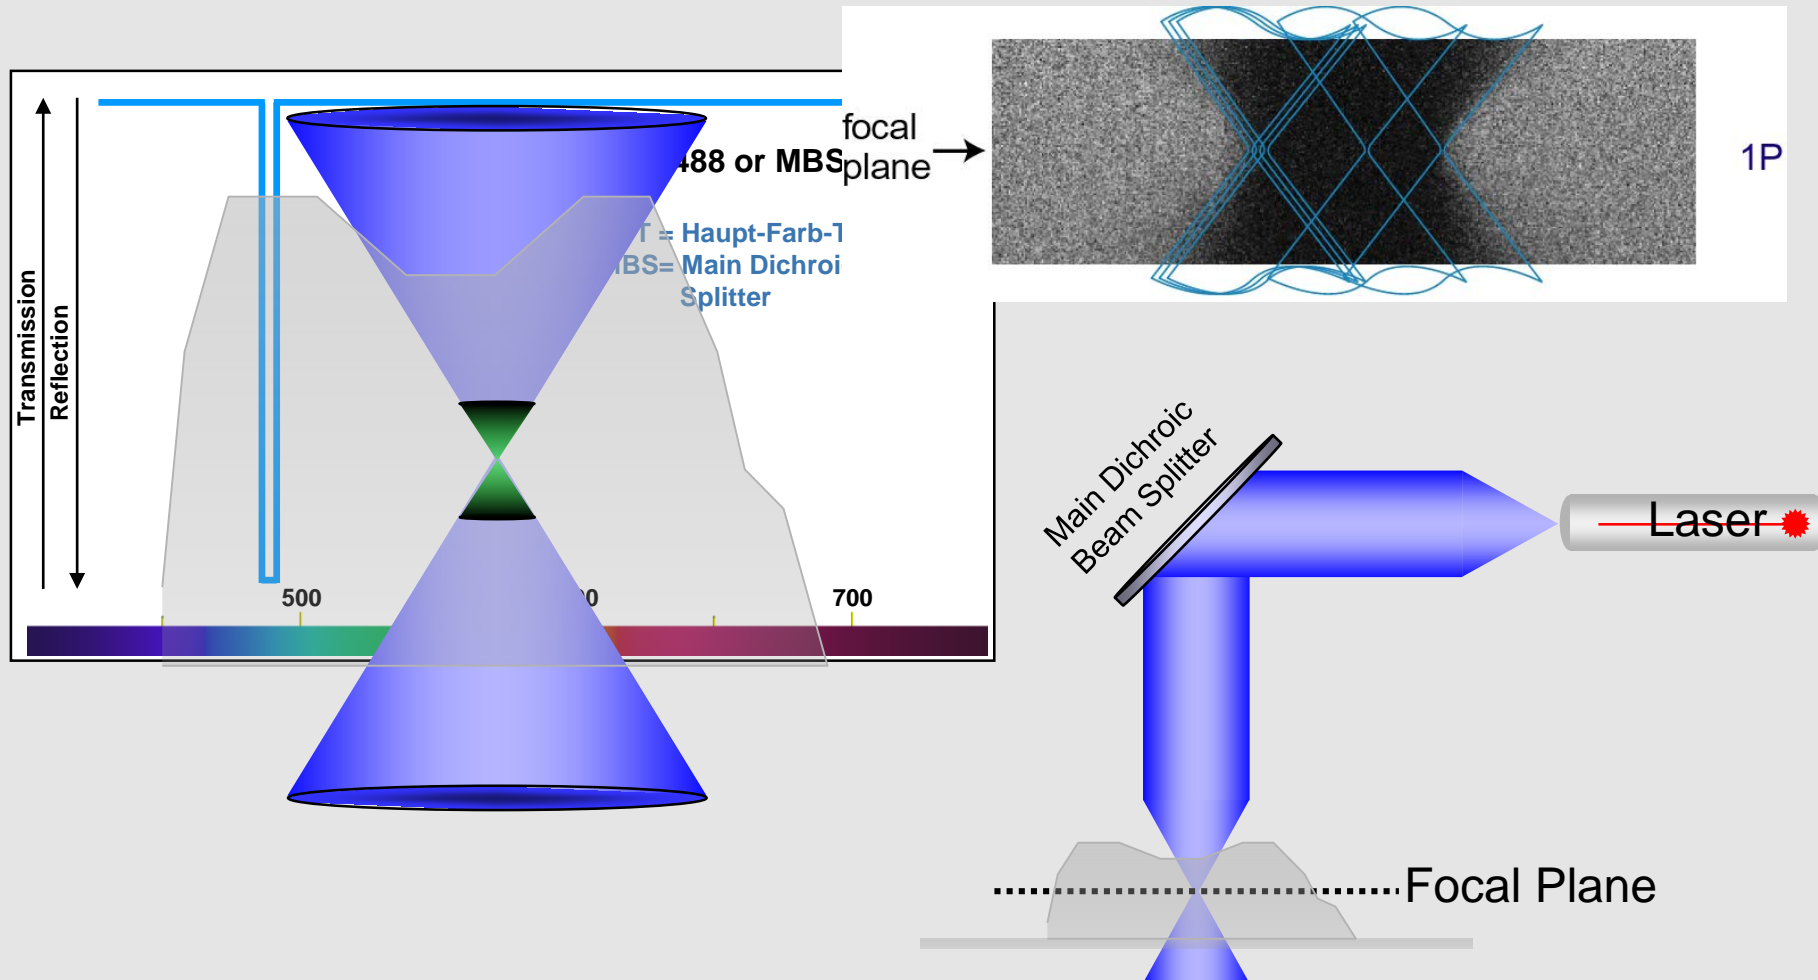 Transmission
Reflection
488 or MBS
= Haupt-Farb-T
MBS= Main Dichroi
Splitter
500
700
focal
plane
1P
Main Dichroic
Beam Splitter
Laser
Focal Plane